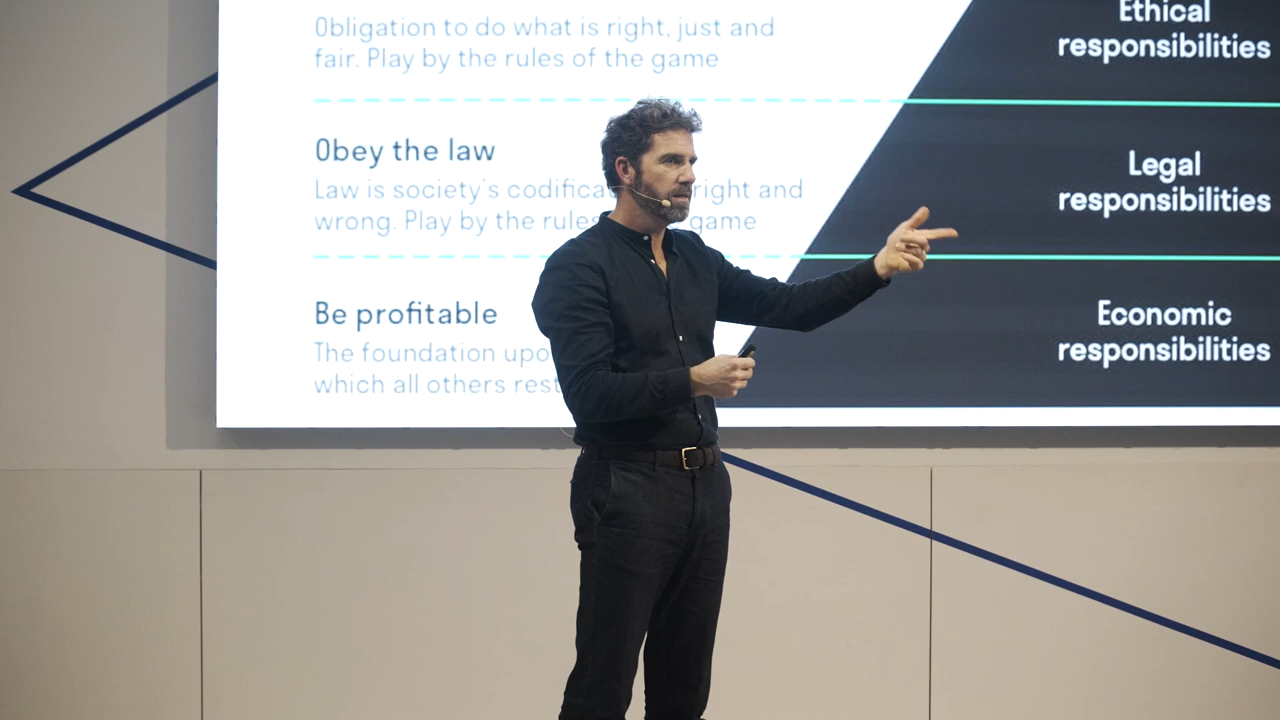 Obligation to do what is right, just and
fair. Play by the rules of the game
Ethical
responsibilities
Obey the law
Law is society's codifica right and
wrong. Play by the rules game
Legal
responsibilities
Be profitable
The foundation upo
which all others rest
Economic
responsibilities